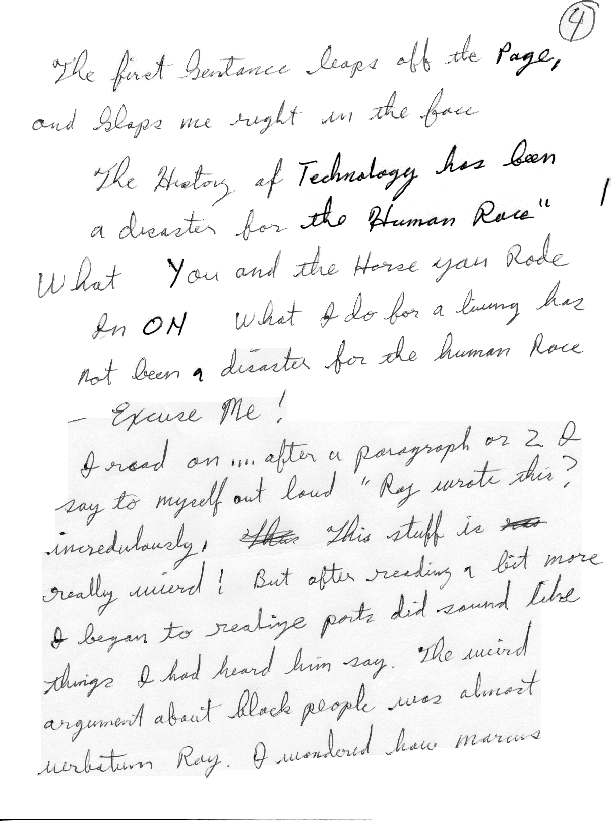 4
The first Sentance leaps off the Page,
and Slaps me right in the face
The History of Technology has been
a disaster for the Human Race"
What You and the Horse you Rode
In ON What I do for a living has
not been a disaster for the human Race
— Excuse Me!
I read on .... after a paragraph or 2 I
say to myself out loud "Ray wrote this?
incredulously, This stuff is
really wierd! But after reading a bit more
I began to realize parts did sound like
things I had heard him say. The weird
argument about black people was almost
verbatum Ray. I wondered how marcus